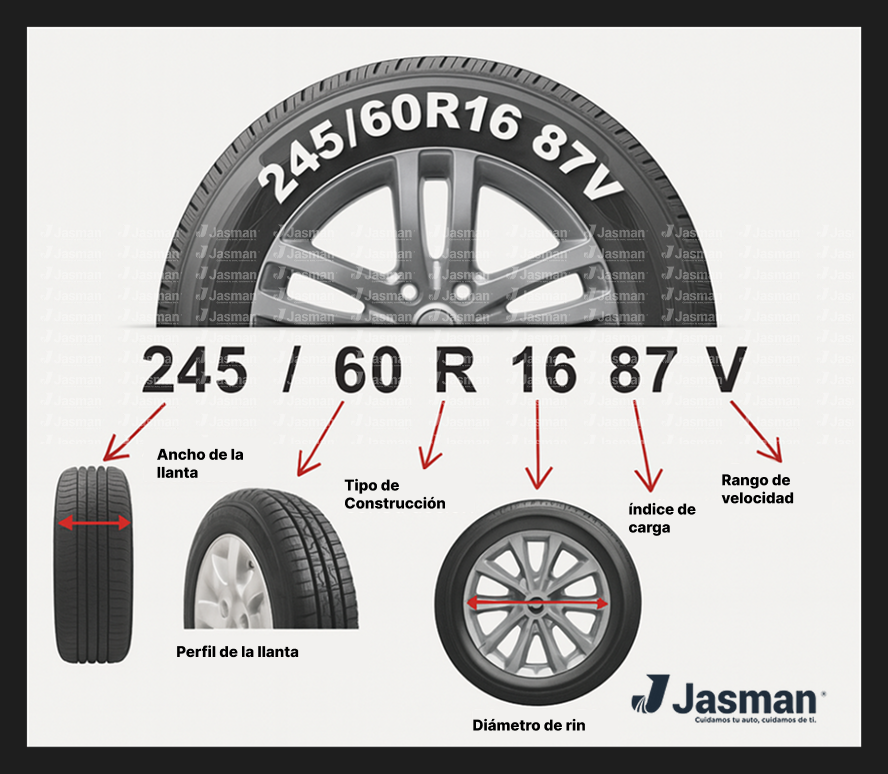 245/60R16 87V
245 / 60 R 16 87 V
Ancho de la
llanta
Tipo de
Construcción
índice de
carga
Rango de
velocidad
Perfil de la llanta
Diámetro de rin
Jasman
Cuidamos tu auto, cuidamos de ti.